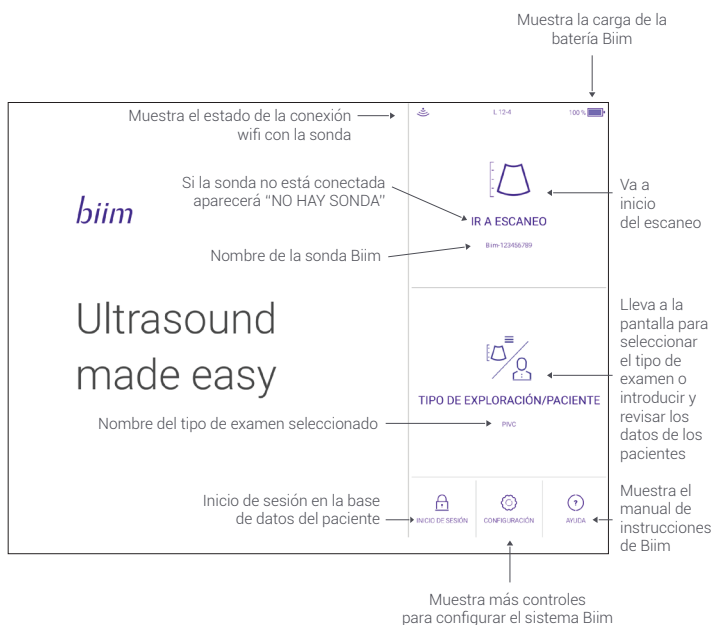 Muestra la carga de la
batería Biim
Muestra el estado de la conexión
wifi con la sonda
L 12-4
100 %
Si la sonda no está conectada
aparecerá “NO HAY SONDA”
biim
IR A ESCANEO
Va a
inicio
del escaneo
Nombre de la sonda Biim
Biim-123456789
Ultrasound
made easy
Lleva a la
pantalla para
seleccionar
el tipo de
examen o
introducir y
revisar los
datos de los
pacientes
TIPO DE EXPLORACIÓN/PACIENTE
Nombre del tipo de examen seleccionado
PIVC
Inicio de sesión en la base
de datos del paciente
INICIO DE SESIÓN
CONFIGURACIÓN
?
AYUDA
Muestra el
manual de
instrucciones
de Biim
Muestra más controles
para configurar el sistema Biim